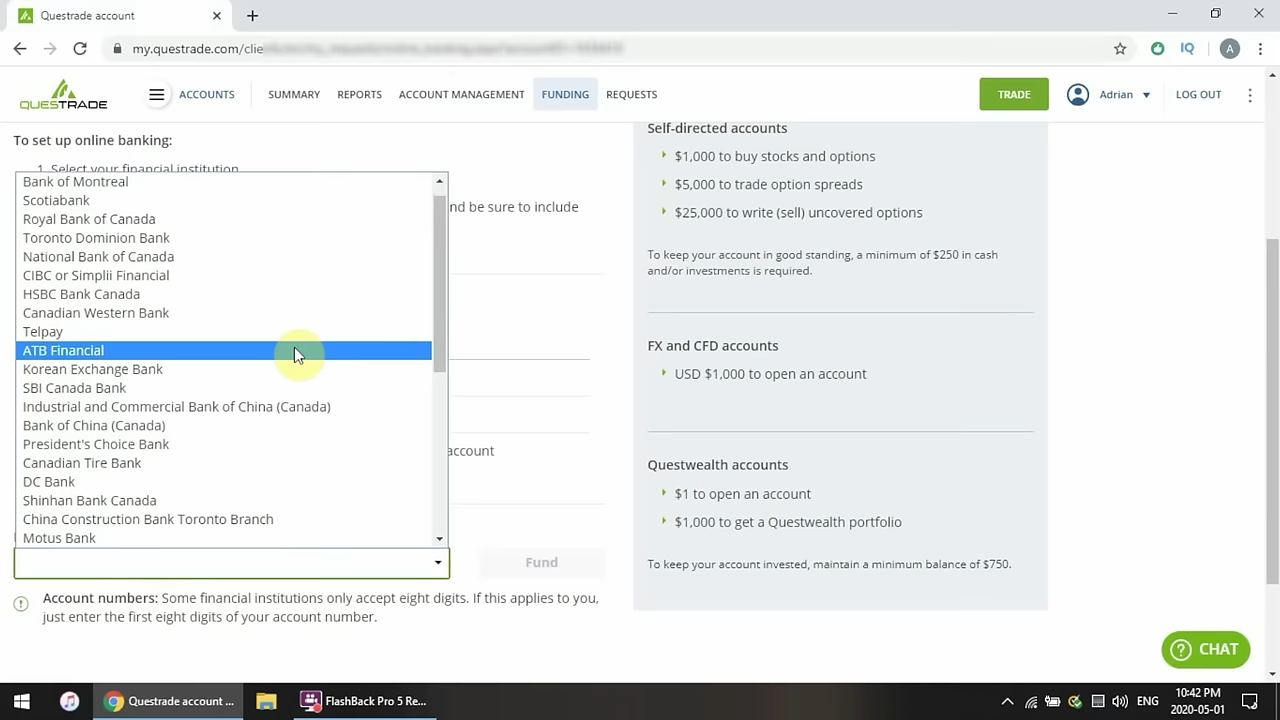 Questrade account
my.questrade.com/clie
IQ
A
QUESTRADE
ACCOUNTS
SUMMARY
REPORTS
ACCOUNT MANAGEMENT
FUNDING
REQUESTS
TRADE
Adrian
LOG OUT
To set up online banking:
1. Select your financial institution
nd be sure to include
account
Bank of Montreal
Scotiabank
Royal Bank of Canada
Toronto Dominion Bank
National Bank of Canada
CIBC or Simplii Financial
HSBC Bank Canada
Canadian Western Bank
Telpay
ATB Financial
Korean Exchange Bank
SBI Canada Bank
Industrial and Commercial Bank of China (Canada)
Bank of China (Canada)
President's Choice Bank
Canadian Tire Bank
DC Bank
Shinhan Bank Canada
China Construction Bank Toronto Branch
Motus Bank
Fund
Account numbers: Some financial institutions only accept eight digits. If this applies to you,
just enter the first eight digits of your account number.
Self-directed accounts
$1,000 to buy stocks and options
$5,000 to trade option spreads
$25,000 to write (sell) uncovered options
To keep your account in good standing, a minimum of $250 in cash
and/or investments is required.
FX and CFD accounts
USD $1,000 to open an account
Questwealth accounts
$1 to open an account
$1,000 to get a Questwealth portfolio
To keep your account invested, maintain a minimum balance of $750.
CHAT
Questrade account ...
FlashBack Pro 5 Re...
ENG
10:42 PM
2020-05-01